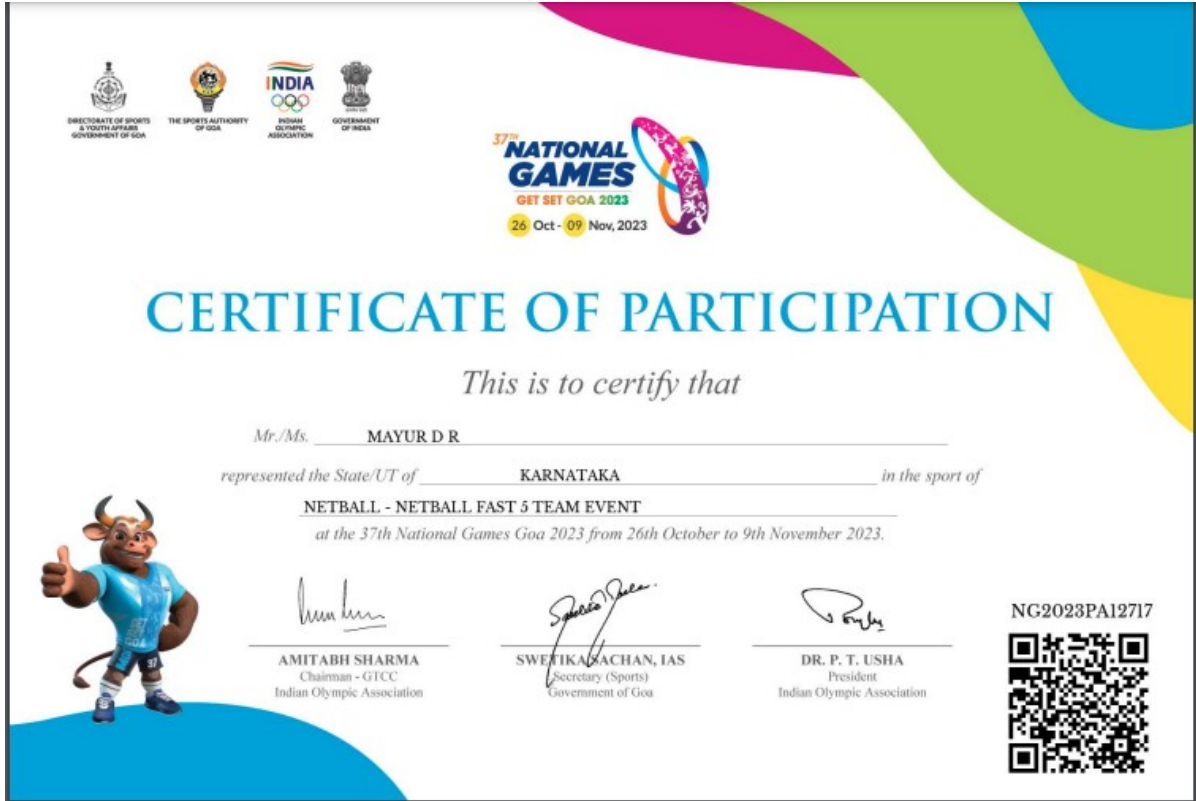 DIRECTORATE OF SPORTS
& YOUTH AFFAIRS
GOVERNMENT OF GOA
THE SPORTS AUTHORITY
OF GOA
INDIA
INDIAN
OLYMPIC
ASSOCIATION
GOVERNMENT
OF INDIA
37TH
NATIONAL
GAMES
GET SET GOA 2023
26 Oct - 09 Nov, 2023
CERTIFICATE OF PARTICIPATION
This is to certify that
Mr./Ms. MAYUR D R
represented the State/UT of KARNATAKA in the sport of
NETBALL - NETBALL FAST 5 TEAM EVENT
at the 37th National Games Goa 2023 from 26th October to 9th November 2023.
GET
SET
GOA
37
AMITABH SHARMA
Chairman - GTCC
Indian Olympic Association
SWETIKA SACHAN, IAS
Secretary (Sports)
Government of Goa
DR. P. T. USHA
President
Indian Olympic Association
NG2023PA12717